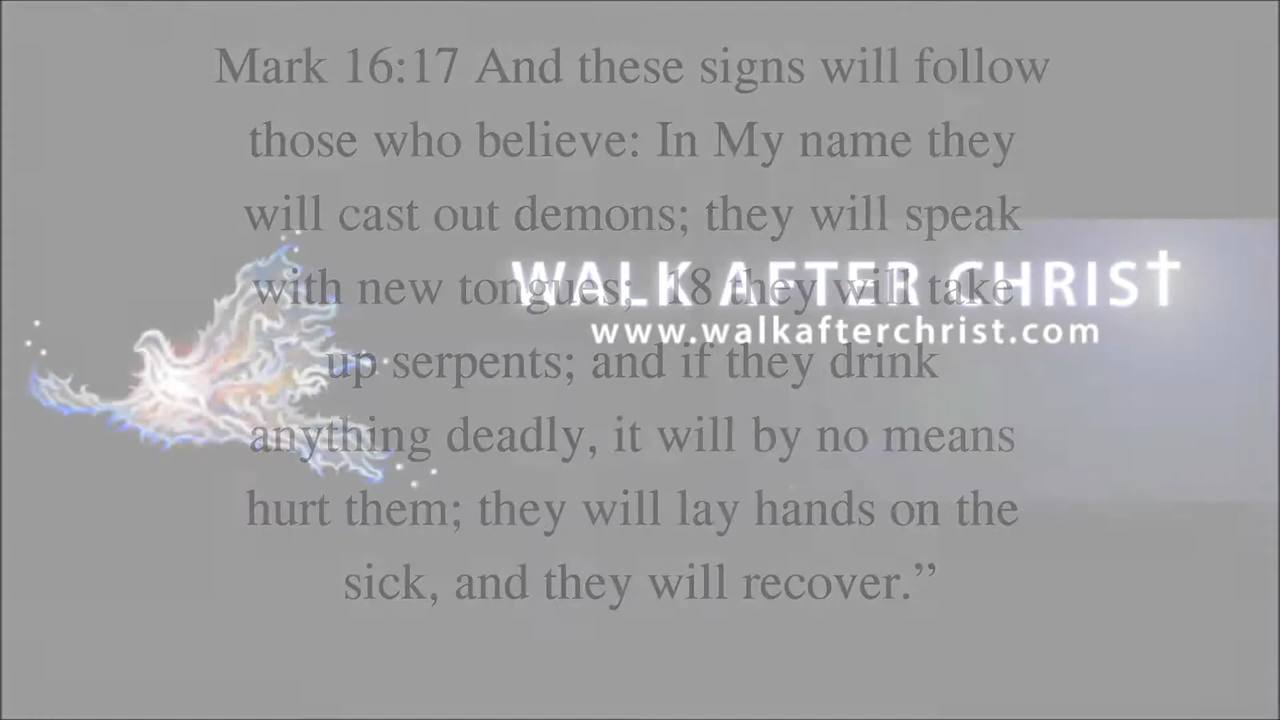 Mark 16:17 And these signs will follow
those who believe: In My name they
will cast out demons; they will speak
with new tongues; 18 they will take
WALK AFTER CHRIST
www.walkafterchrist.com
up serpents; and if they drink
anything deadly, it will by no means
hurt them; they will lay hands on the
sick, and they will recover.”